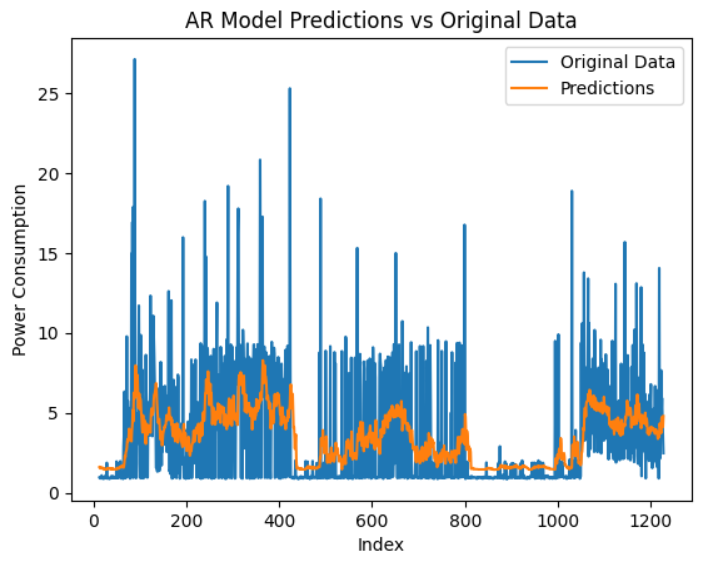 AR Model Predictions vs Original Data
Original Data
Predictions
Power Consumption
25
20
15
10
5
0
0 200 400 600 800 1000 1200
Index